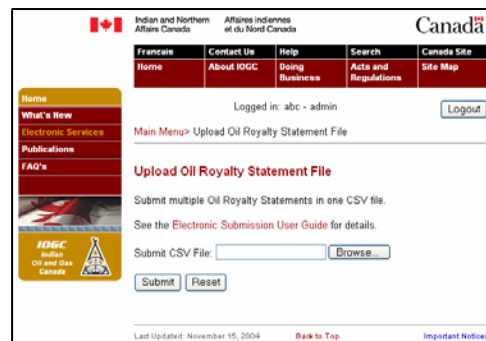 Indian and Northern Affairs Canada
Affaires indiennes et du Nord Canada
Canada
Francais Contact Us Help Search Canada Site
Home About IOGC Doing Business Acts and Regulations Site Map
Home
What's New
Electronic Services
Publications
FAQ's
IOGC
Indian
Oil and Gas
Canada
Logged in: abc - admin
Logout
Main Menu> Upload Oil Royalty Statement File
Upload Oil Royalty Statement File
Submit multiple Oil Royalty Statements in one CSV file.
See the Electronic Submission User Guide for details.
Submit CSV File: Browse...
Submit Reset
Last Updated: November 15, 2004 Back to Top Important Notices